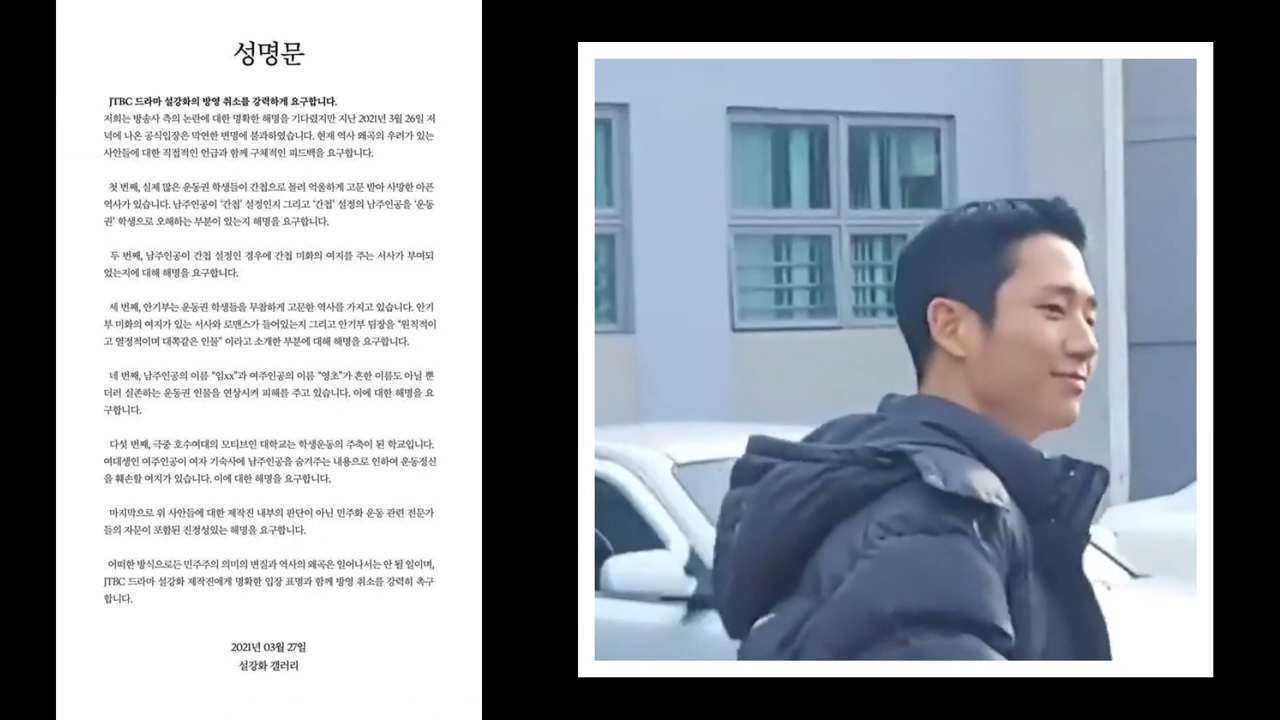 성명문
JTBC 드라마 설강화의 방영 취소를 강력하게 요구합니다.
저희는 방송사 측의 논란에 대한 명확한 해명을 기다렸지만 지난 2021년 3월 26일 저
녁에 나온 공식입장은 막연한 변명에 불과하였습니다. 현재 역사 왜곡의 우려가 있는
사안들에 대한 직접적인 언급과 함께 구체적인 피드백을 요구합니다.
첫 번째, 실제 많은 운동권 학생들이 간첩으로 몰려 억울하게 고문 받아 사망한 아픈
역사가 있습니다. 남주인공이 '간첩' 설정인지 그리고 '간첩' 설정의 남주인공을 '운동
권' 학생으로 오해하는 부분이 있는지 해명을 요구합니다.
두 번째, 남주인공이 간첩 설정인 경우에 간첩 미화의 여지를 주는 서사가 부여되
었는지에 대해 해명을 요구합니다.
세 번째, 안기부는 운동권 학생들을 무참하게 고문한 역사를 가지고 있습니다. 안기
부 미화의 여지가 있는 서사와 로맨스가 들어있는지 그리고 안기부 팀장을 "원칙적이
고 열정적이며 대쪽같은 인물" 이라고 소개한 부분에 대해 해명을 요구합니다.
네 번째, 남주인공의 이름 "임xx"과 여주인공의 이름 "영초"가 흔한 이름도 아닐 뿐
더러 실존하는 운동권 인물을 연상시켜 피해를 주고 있습니다. 이에 대한 해명을 요
구합니다.
다섯 번째, 극중 호수여대의 모티브인 대학교는 학생운동의 주축이 된 학교입니다.
여대생인 여주인공이 여자 기숙사에 남주인공을 숨겨주는 내용으로 인하여 운동정신
을 훼손할 여지가 있습니다. 이에 대한 해명을 요구합니다.
마지막으로 위 사안들에 대한 제작진 내부의 판단이 아닌 민주화 운동 관련 전문가
들의 자문이 포함된 진정성있는 해명을 요구합니다.
어떠한 방식으로든 민주주의 의미의 변질과 역사의 왜곡은 일어나서는 안 될 일이며,
JTBC 드라마 설강화 제작진에게 명확한 입장 표명과 함께 방영 취소를 강력히 촉구
합니다.
2021년 03월 27일
설강화 갤러리